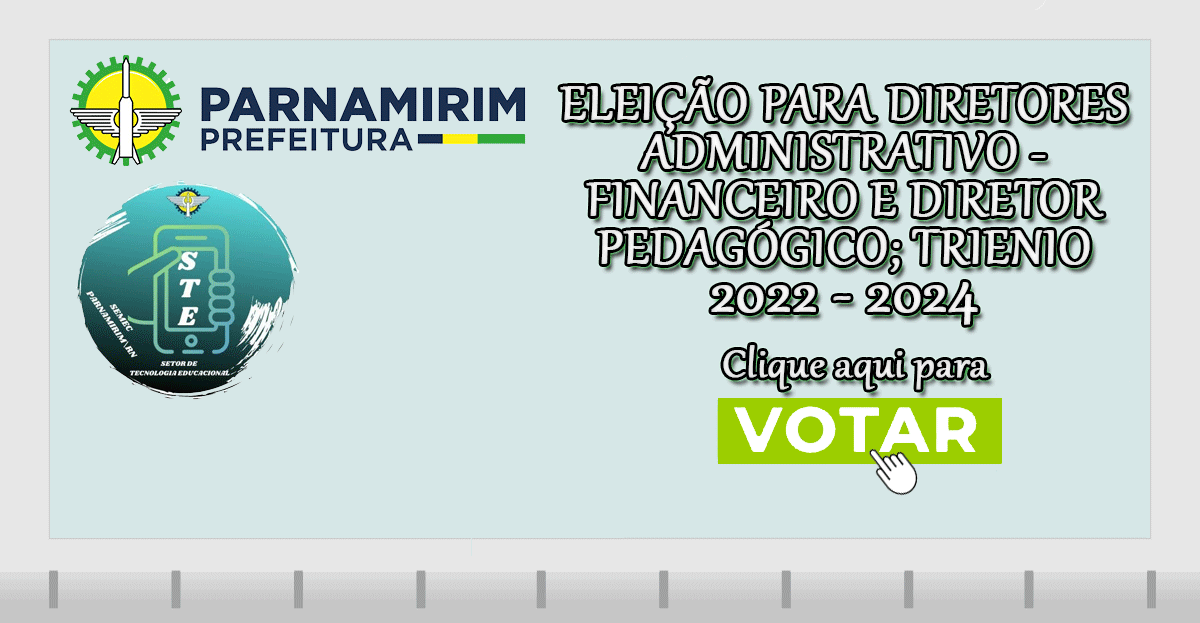 PARNAMIRIM
PREFEITURA
STE
SEMEC
PARNAMIRIM\RN
SETOR DE
TECNOLOGIA EDUCACIONAL
ELEIÇÃO PARA DIRETORES
ADMINISTRATIVO -
FINANCEIRO E DIRETOR
PEDAGÓGICO; TRIENIO
2022 - 2024
Clique aqui para
VOTAR